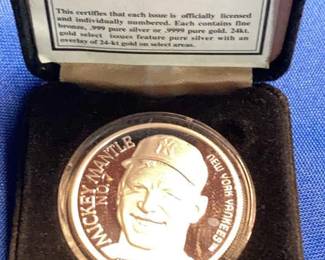 This certifies that each issue is officially licensed
and individually numbered. Each contains fine
bronze, .999 pure silver or .9999 pure gold. 24kt.
gold select issues feature pure silver with an
overlay of 24-kt gold on select areas.
MICKEY MANTLE
NO. 7
NEW YORK YANKEES
NY